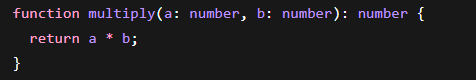 function multiply(a: number, b: number): number {
  return a * b;
}